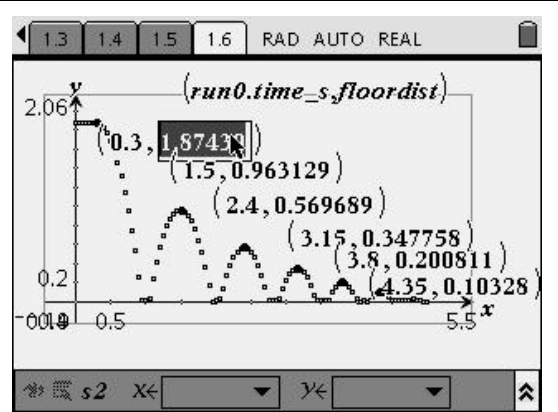 1.3 1.4 1.5 1.6 RAD AUTO REAL
y
2.06
(run0.time_s,floordist)
(0.3,
(1.5,0.963129)
(2.4,0.569689)
(3.15,0.347758)
(3.8,0.200811)
(4.35,0.10328)
0.2
0.5
5.5
x
s2 x← y←